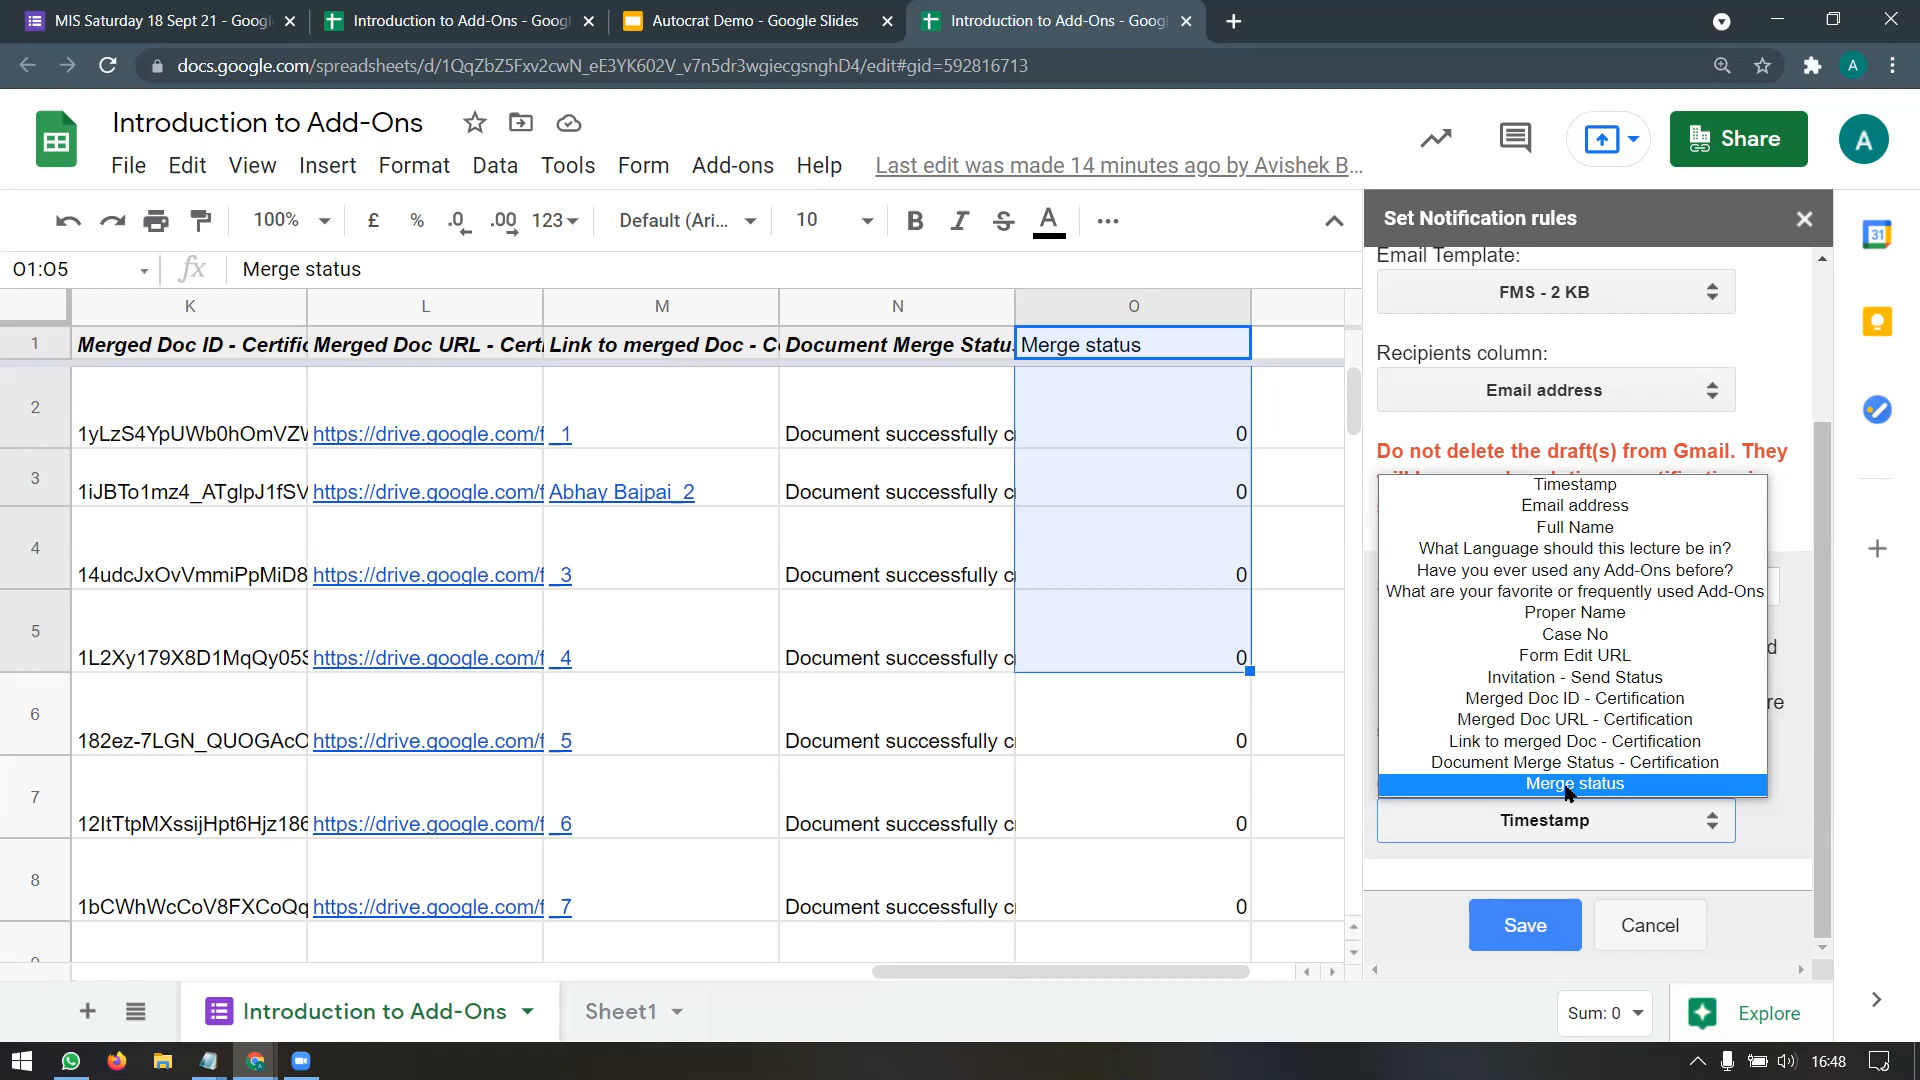 MIS Saturday 18 Sept 21 - Googl
Introduction to Add-Ons - Googl
Autocrat Demo - Google Slides
Introduction to Add-Ons - Googl
docs.google.com/spreadsheets/d/1QqZbZ5Fxv2cwN_eE3YK602V_v7n5dr3wgiecgsnghD4/edit#gid=592816713
A
Introduction to Add-Ons
File Edit View Insert Format Data Tools Form Add-ons Help Last edit was made 14 minutes ago by Avishek B…
Share
A
100% £ % .0 .00 123 Default (Ari... 10 B I S A
O1:O5 fx Merge status
K L M N O
1 Merged Doc ID - Certific Merged Doc URL - Certi Link to merged Doc - C Document Merge Statu Merge status
2 1yLzS4YpUWb0hOmVZV https://drive.google.com/f _1 Document successfully c 0
3 1iJBTo1mz4_ATglpJ1fSV https://drive.google.com/f Abhay Bajpai_2 Document successfully c 0
4 14udcJxOvVmmiPpMiD8 https://drive.google.com/f _3 Document successfully c 0
5 1L2Xy179X8D1MqQy05S https://drive.google.com/f _4 Document successfully c 0
6 182ez-7LGN_QUOGAcC https://drive.google.com/f _5 Document successfully c 0
7 12ItTtpMXssijHpt6Hjz186 https://drive.google.com/f _6 Document successfully c 0
8 1bCWhWcCoV8FXCoQq https://drive.google.com/f _7 Document successfully c 0
Set Notification rules
Email Template:
FMS - 2 KB
Recipients column:
Email address
Do not delete the draft(s) from Gmail. They
Timestamp
Email address
Full Name
What Language should this lecture be in?
Have you ever used any Add-Ons before?
What are your favorite or frequently used Add-Ons
Proper Name
Case No
Form Edit URL
Invitation - Send Status
Merged Doc ID - Certification
Merged Doc URL - Certification
Link to merged Doc - Certification
Document Merge Status - Certification
Merge status
Timestamp
Save
Cancel
31
Introduction to Add-Ons
Sheet1
Sum: 0
Explore
16:48